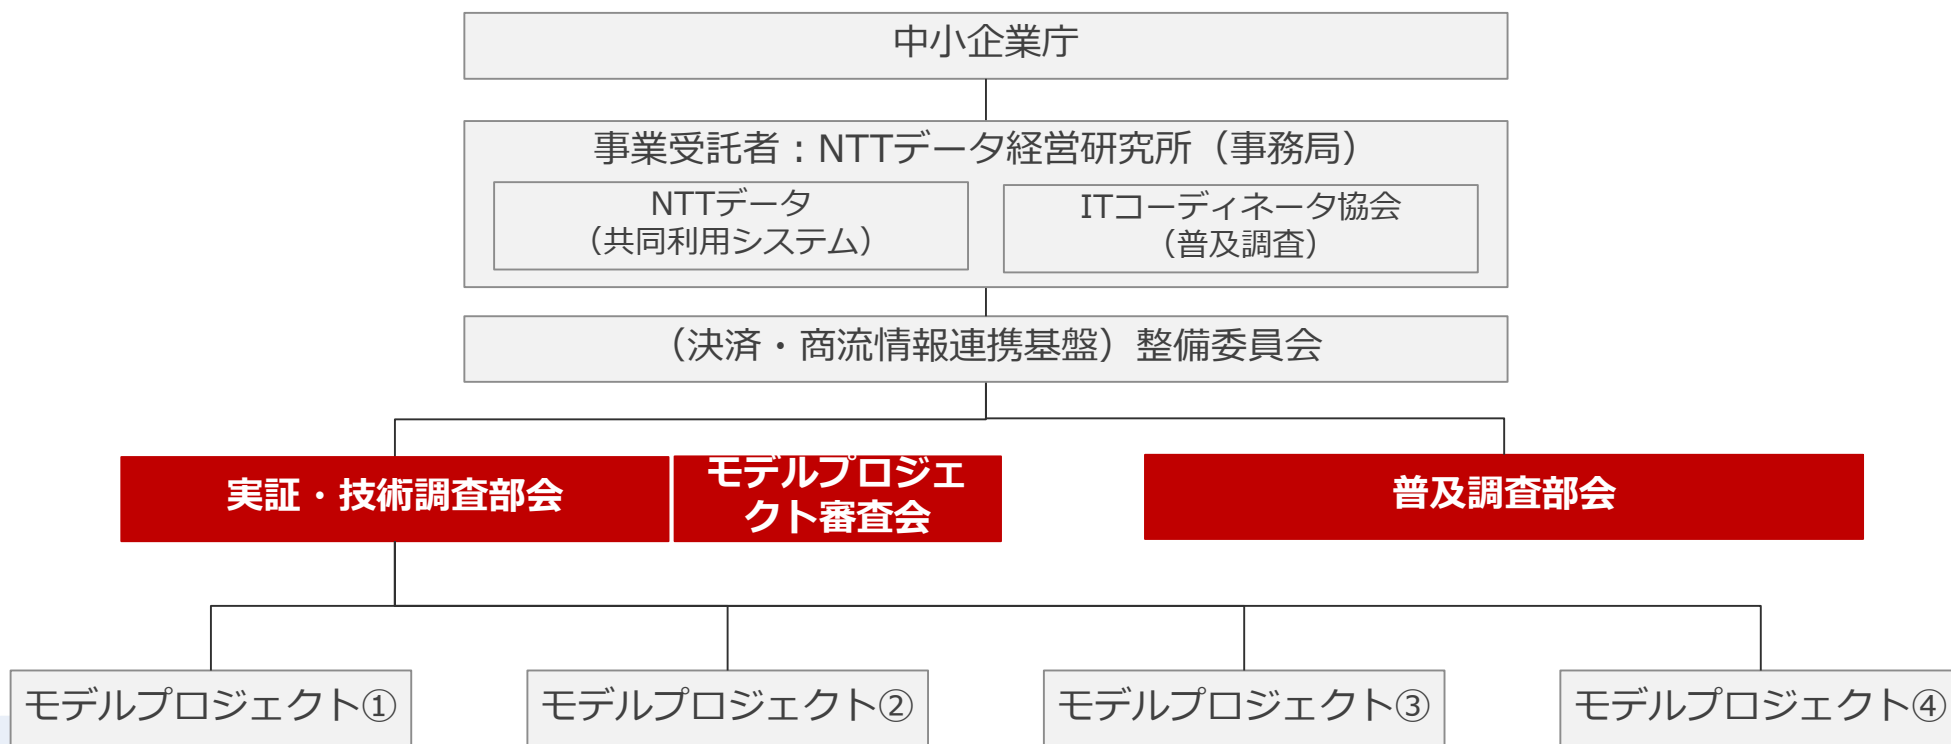 中小企業庁
事業受託者：NTTデータ経営研究所（事務局）
NTTデータ
（共同利用システム）
ITコーディネータ協会
（普及調査）
（決済・商流情報連携基盤）整備委員会
実証・技術調査部会
モデルプロジェ
クト審査会
普及調査部会
モデルプロジェクト①
モデルプロジェクト②
モデルプロジェクト③
モデルプロジェクト④